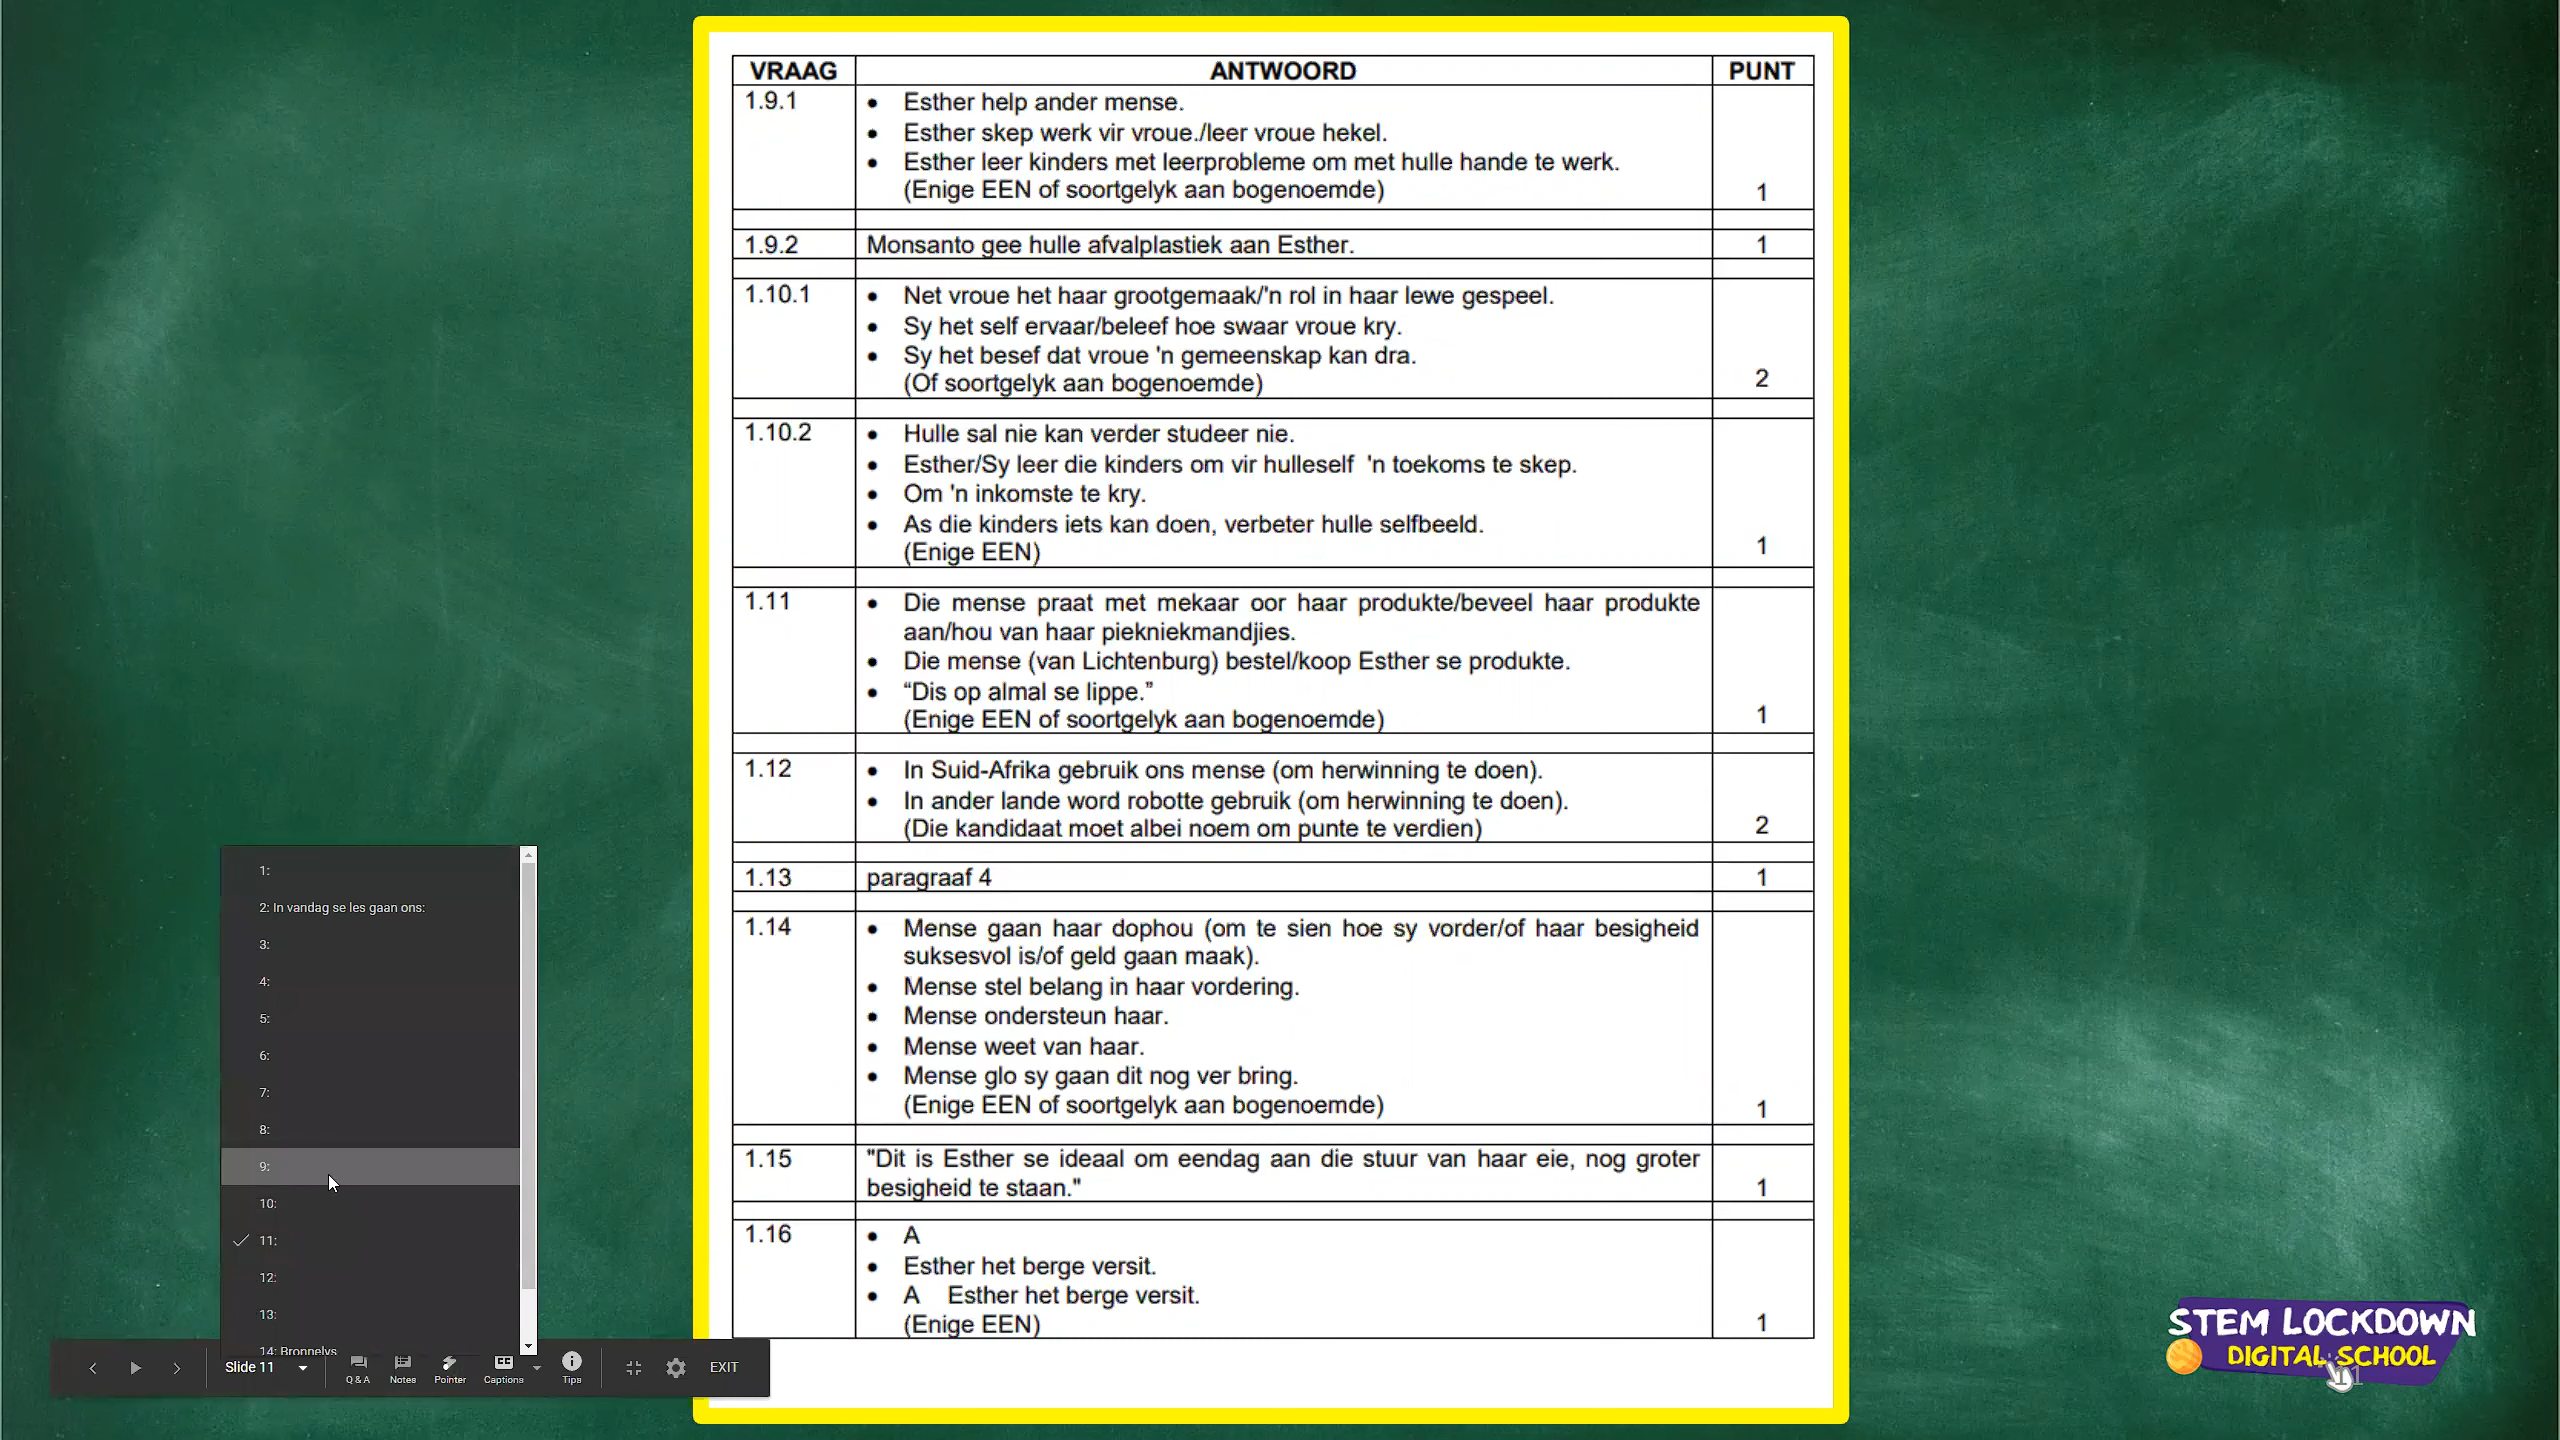 VRAAG ANTWOORD PUNT
1.9.1 • Esther help ander mense.
• Esther skep werk vir vroue./leer vroue hekel.
• Esther leer kinders met leerprobleme om met hulle hande te werk.
(Enige EEN of soortgelyk aan bogenoemde) 1
1.9.2 Monsanto gee hulle afvalplastiek aan Esther. 1
1.10.1 • Net vroue het haar grootgemaak/'n rol in haar lewe gespeel.
• Sy het self ervaar/beleef hoe swaar vroue kry.
• Sy het besef dat vroue 'n gemeenskap kan dra.
(Of soortgelyk aan bogenoemde) 2
1.10.2 • Hulle sal nie kan verder studeer nie.
• Esther/Sy leer die kinders om vir hulleself 'n toekoms te skep.
• Om 'n inkomste te kry.
• As die kinders iets kan doen, verbeter hulle selfbeeld.
(Enige EEN) 1
1.11 • Die mense praat met mekaar oor haar produkte/beveel haar produkte
aan/hou van haar piekniekmandjies.
• Die mense (van Lichtenburg) bestel/koop Esther se produkte.
• “Dis op almal se lippe.”
(Enige EEN of soortgelyk aan bogenoemde) 1
1.12 • In Suid-Afrika gebruik ons mense (om herwinning te doen).
• In ander lande word robotte gebruik (om herwinning te doen).
(Die kandidaat moet albei noem om punte te verdien) 2
1.13 paragraaf 4 1
1.14 • Mense gaan haar dophou (om te sien hoe sy vorder/of haar besigheid
suksesvol is/of geld gaan maak).
• Mense stel belang in haar vordering.
• Mense ondersteun haar.
• Mense weet van haar.
• Mense glo sy gaan dit nog ver bring.
(Enige EEN of soortgelyk aan bogenoemde) 1
1.15 "Dit is Esther se ideaal om eendag aan die stuur van haar eie, nog groter
besigheid te staan." 1
1.16 • A
• Esther het berge versit.
• A Esther het berge versit.
(Enige EEN) 1
1:
2: In vandag se les gaan ons:
3:
4:
5:
6:
7:
8:
9:
10:
11:
12:
13:
14: Bronnelys
Slide 11
Q & A
Notes
Pointer
CC
Captions
Tips
EXIT
STEM LOCKDOWN
DIGITAL SCHOOL
11